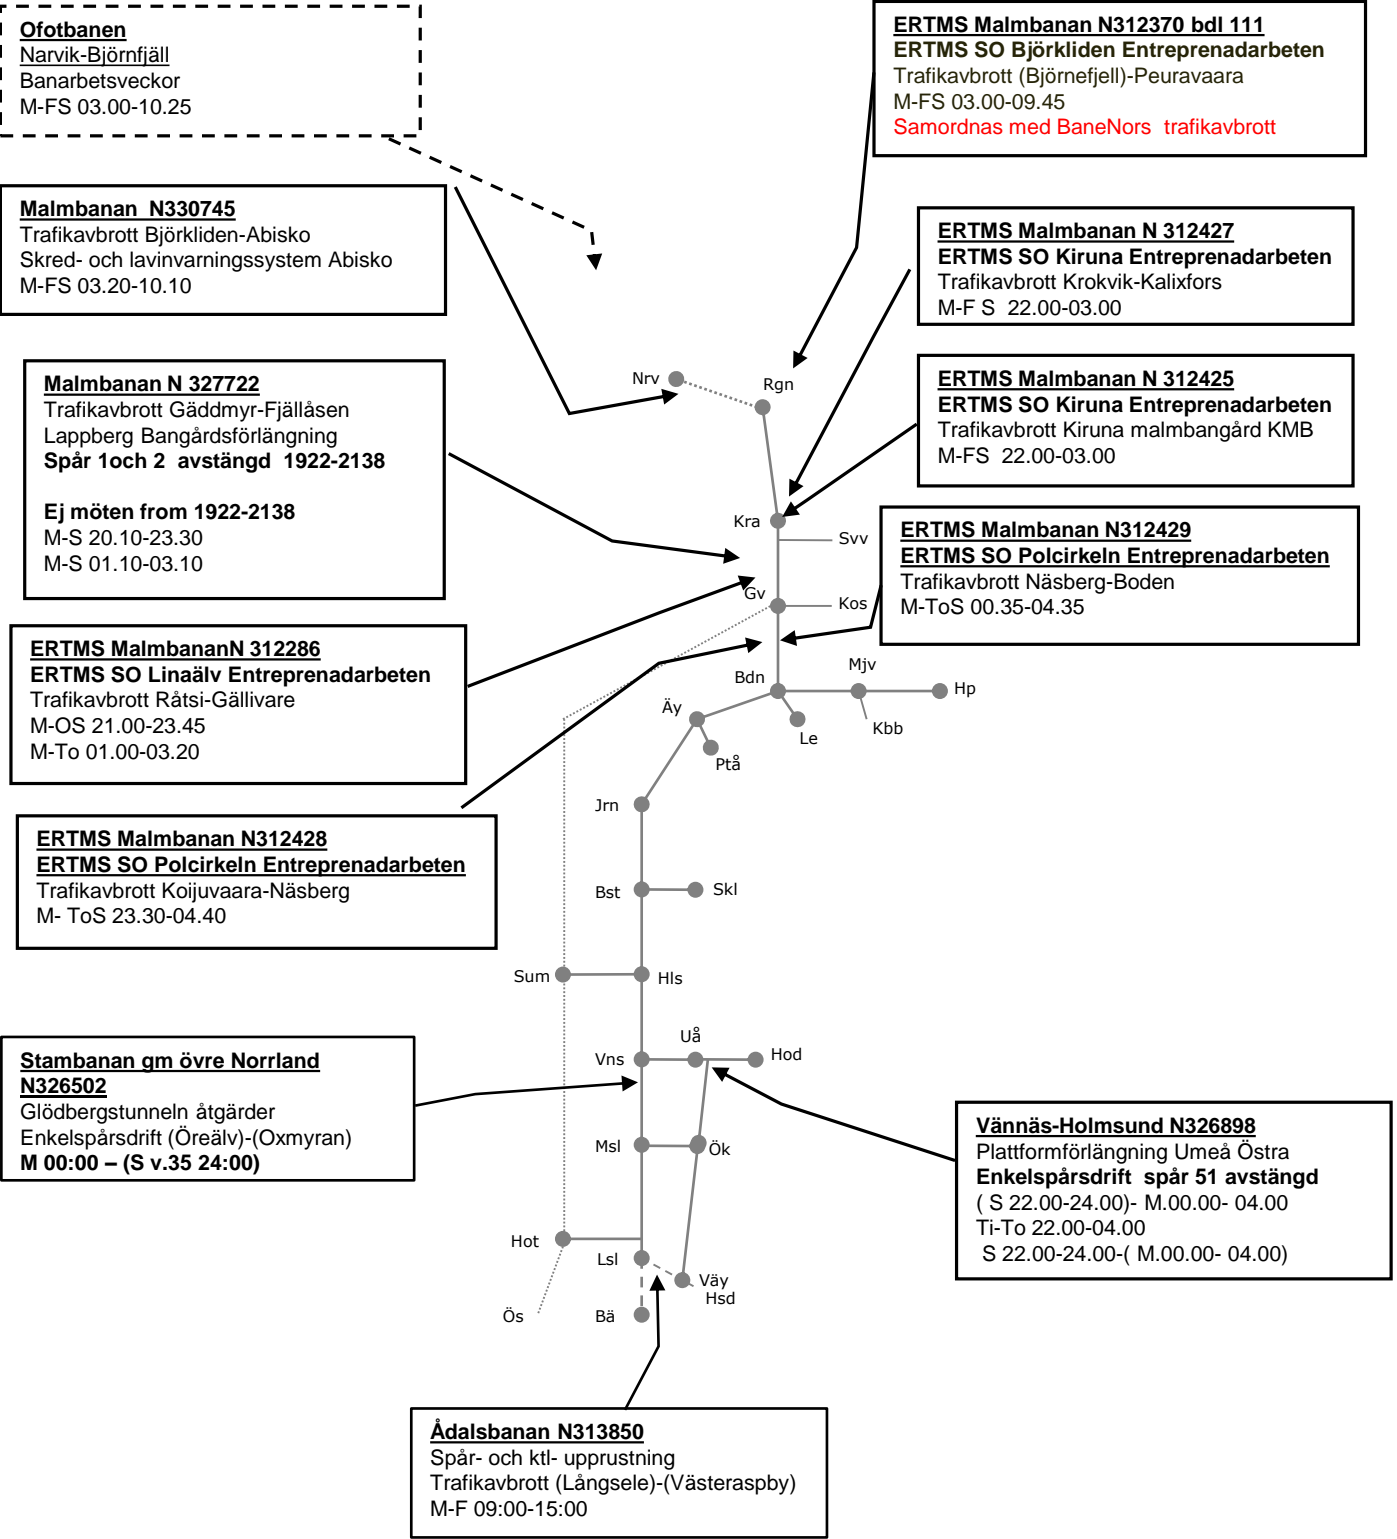 Ofotbanen
Narvik-Björnfjäll
Banarbetsveckor
M-FS 03.00-10.25
ERTMS Malmbanan N312370 bdl 111
ERTMS SO Björkliden Entreprenadarbeten
Trafikavbrott (Björnefjell)-Peuravaara
M-FS 03.00-09.45
Samordnas med BaneNors  trafikavbrott
Malmbanan  N330745
Trafikavbrott Björkliden-Abisko
Skred- och lavinvarningssystem Abisko
M-FS 03.20-10.10
ERTMS Malmbanan N 312427
ERTMS SO Kiruna Entreprenadarbeten
Trafikavbrott Krokvik-Kalixfors
M-F S  22.00-03.00
Malmbanan N 327722
Trafikavbrott Gäddmyr-Fjällåsen
Lappberg Bangårdsförlängning
Spår 1och 2  avstängd  1922-2138
Ej möten from 1922-2138
M-S 20.10-23.30
M-S 01.10-03.10
ERTMS Malmbanan N 312425
ERTMS SO Kiruna Entreprenadarbeten
Trafikavbrott Kiruna malmbangård KMB
M-FS  22.00-03.00
ERTMS Malmbanan N312429
ERTMS SO Polcirkeln Entreprenadarbeten
Trafikavbrott Näsberg-Boden
M-ToS 00.35-04.35
ERTMS MalmbananN 312286
ERTMS SO Linaälv Entreprenadarbeten
Trafikavbrott Råtsi-Gällivare
M-OS 21.00-23.45
M-To 01.00-03.20
ERTMS Malmbanan N312428
ERTMS SO Polcirkeln Entreprenadarbeten
Trafikavbrott Koijuvaara-Näsberg
M- ToS 23.30-04.40
Nrv
Rgn
Kra
Svv
Gv
Kos
Bdn
Mjv
Hp
Kbb
Le
Äy
Ptå
Jrn
Bst
Skl
Sum
Hls
Vns
Uå
Hod
Msl
Ök
Hot
Lsl
Väy
Hsd
Ös
Bä
Stambanan gm övre Norrland
N326502
Glödbergstunneln åtgärder
Enkelspårsdrift (Öreälv)-(Oxmyran)
M 00:00 – (S v.35 24:00)
Vännäs-Holmsund N326898
Plattformförlängning Umeå Östra
Enkelspårsdrift  spår 51 avstängd
( S 22.00-24.00)- M.00.00- 04.00
Ti-To 22.00-04.00
S 22.00-24.00-( M.00.00- 04.00)
Ådalsbanan N313850
Spår- och ktl- upprustning
Trafikavbrott (Långsele)-(Västeraspby)
M-F 09:00-15:00